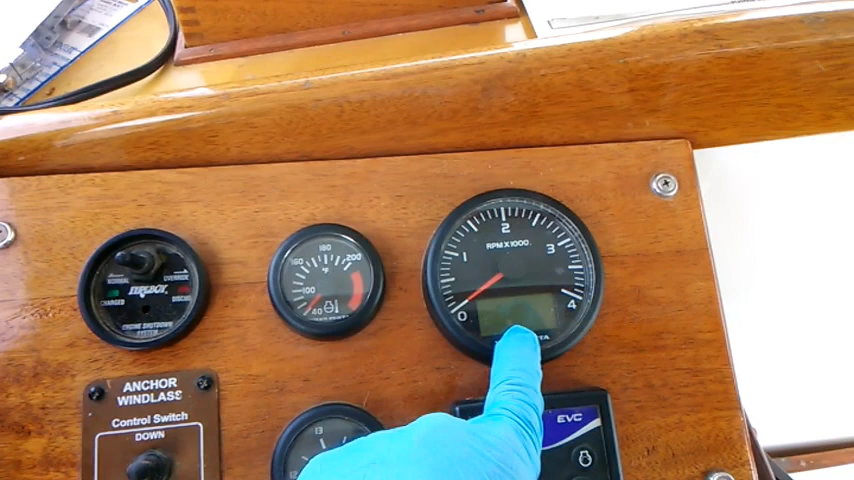 2
RPM X 1000
1
3
0
4
160
180
200
°F
100
40
NORMAL
OVERRIDE
FIREBOY
CHARGED
DISCHG
ENGINE SHUTDOWN
SYSTEM
ANCHOR
WINDLASS
Control Switch
DOWN
13
EVC